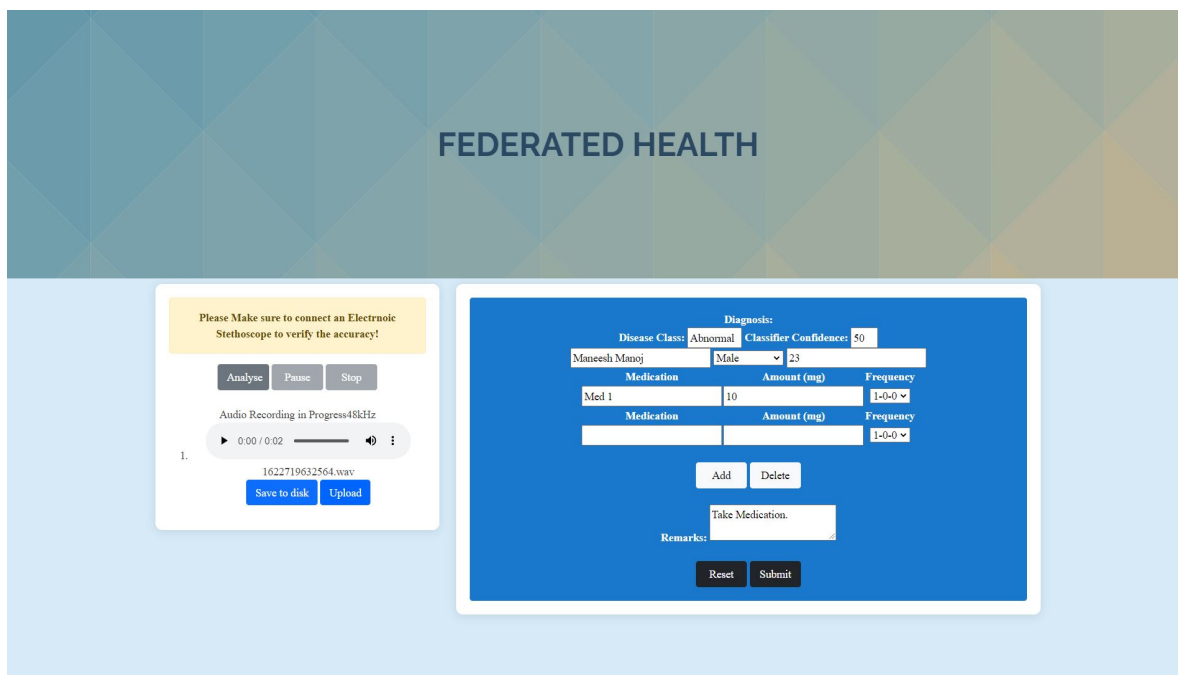 FEDERATED HEALTH
Please Make sure to connect an Electrnoic
Stethoscope to verify the accuracy!
Analyse Pause Stop
Audio Recording in Progress48kHz
0:00 / 0:02
1.
1622719632564.wav
Save to disk Upload
Diagnosis:
Disease Class: Abnormal Classifier Confidence: 50
Maneesh Manoj Male 23
Medication Amount (mg) Frequency
Med 1 10 1-0-0
Medication Amount (mg) Frequency
1-0-0
Add Delete
Take Medication.
Remarks:
Reset Submit